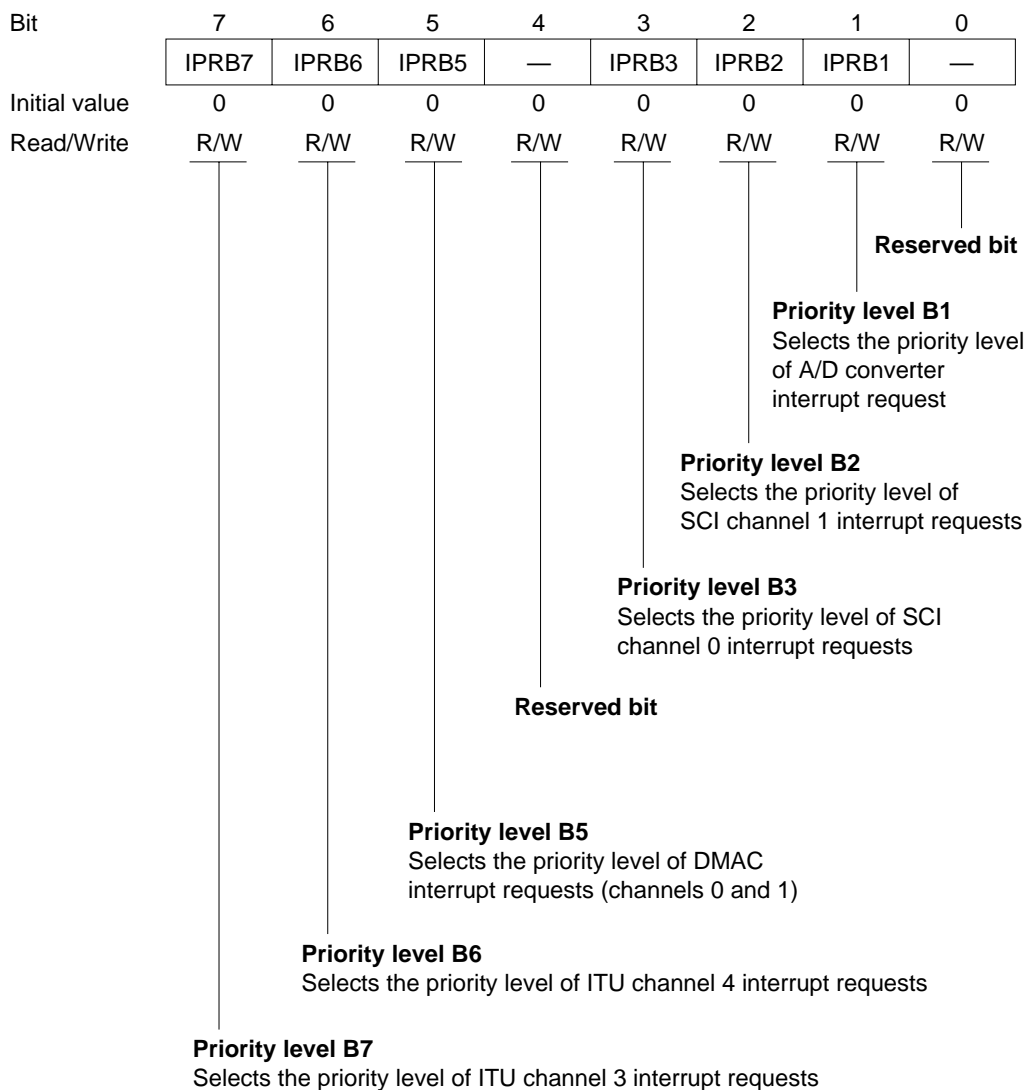 Bit 7 6 5 4 3 2 1 0
IPRB7 IPRB6 IPRB5 — IPRB3 IPRB2 IPRB1 —
Initial value 0 0 0 0 0 0 0 0
Read/Write R/W R/W R/W R/W R/W R/W R/W R/W
Reserved bit
Priority level B1
Selects the priority level
of A/D converter
interrupt request
Priority level B2
Selects the priority level of
SCI channel 1 interrupt requests
Priority level B3
Selects the priority level of SCI
channel 0 interrupt requests
Reserved bit
Priority level B5
Selects the priority level of DMAC
interrupt requests (channels 0 and 1)
Priority level B6
Selects the priority level of ITU channel 4 interrupt requests
Priority level B7
Selects the priority level of ITU channel 3 interrupt requests